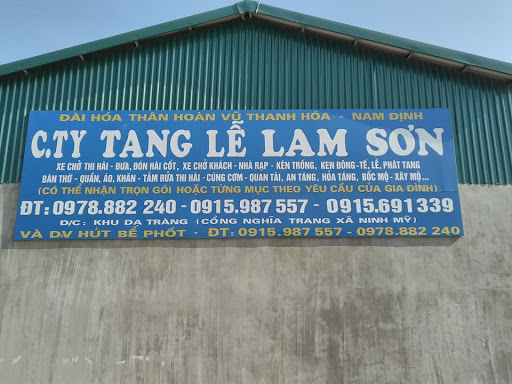 ĐÀI HÓA THÂN HOÀN VŨ THANH HÓA - NAM ĐỊNH
C.TY TANG LỄ LAM SƠN
XE CHỞ THI HÀI - ĐƯA, ĐÓN HÀI CỐT, XE CHỞ KHÁCH - NHÀ RẠP - KÈN TRỐNG, KEN ĐỒNG-TẾ, LỄ, PHÁT TANG
BÀN THỜ - QUẦN, ÁO, KHĂN - TẮM RỬA THI HÀI - CÚNG CƠM - QUAN TÀI, AN TÁNG, HỎA TÁNG, BỐC MỘ - XÂY MỘ...
(CÓ THỂ NHẬN TRỌN GÓI HOẶC TỪNG MỤC THEO YÊU CẦU CỦA GIA ĐÌNH)
ĐT: 0978.882 240 - 0915.987 557 - 0915.691 339
Đ/C: KHU DẠ TRÀNG (CỔNG NGHĨA TRANG XÃ NINH MỸ)
VÀ DV HÚT BỂ PHỐT - ĐT: 0915.987 557 - 0978.882 240